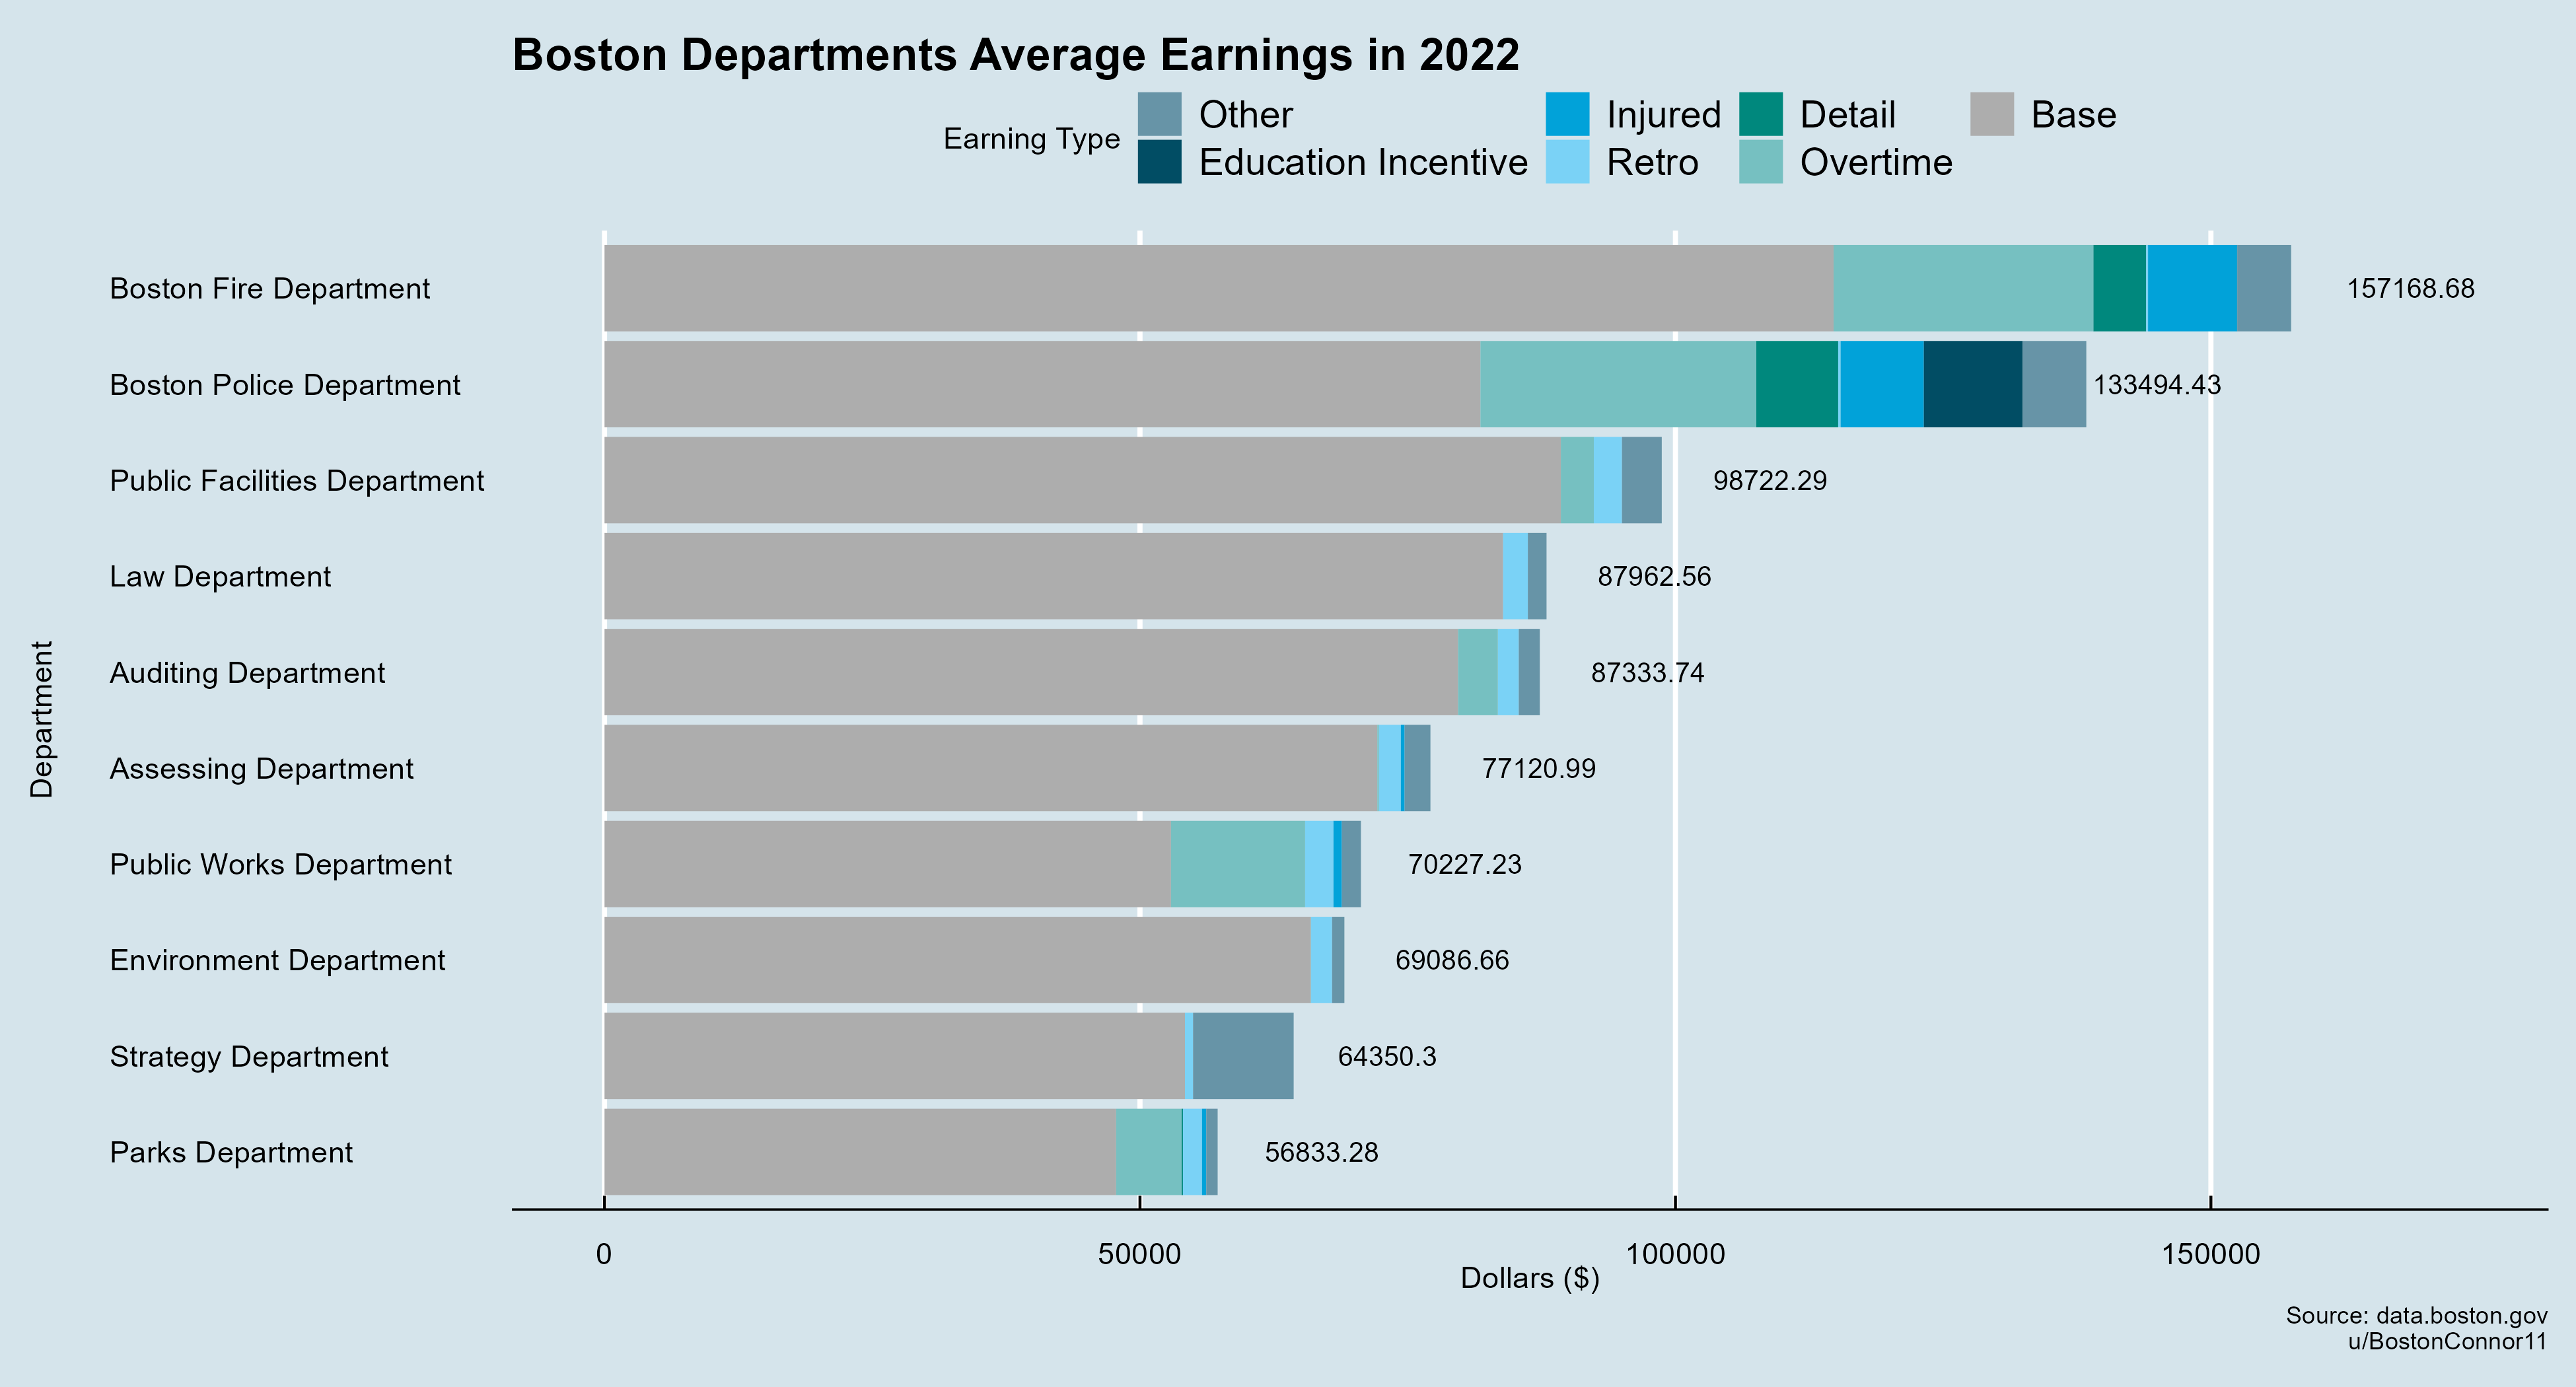 Boston Departments Average Earnings in 2022
Earning Type
Other
Injured
Detail
Base
Education Incentive
Retro
Overtime
Department
Boston Fire Department 157168.68
Boston Police Department 133494.43
Public Facilities Department 98722.29
Law Department 87962.56
Auditing Department 87333.74
Assessing Department 77120.99
Public Works Department 70227.23
Environment Department 69086.66
Strategy Department 64350.3
Parks Department 56833.28
0 50000 100000 150000
Dollars ($)
Source: data.boston.gov
u/BostonConnor11